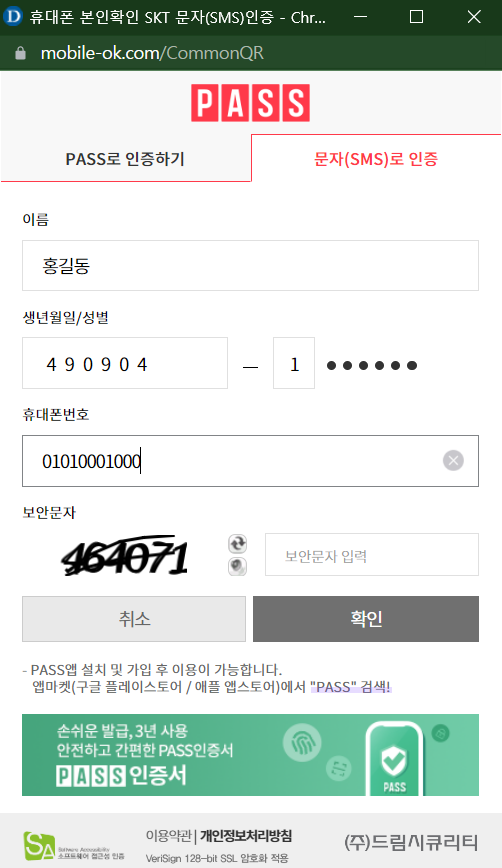 휴대폰 본인확인 SKT 문자(SMS)인증 - Chr...
mobile-ok.com/CommonQR
PASS
PASS로 인증하기
문자(SMS)로 인증
이름
홍길동
생년월일/성별
490904 — 1 ●●●●●●
휴대폰번호
01010001000
보안문자
464071
보안문자 입력
취소
확인
- PASS앱 설치 및 가입 후 이용이 가능합니다.
앱마켓(구글 플레이스토어 / 애플 앱스토어)에서 "PASS" 검색!
손쉬운 발급, 3년 사용
안전하고 간편한 PASS인증서
PASS 인증서
PASS
SA
Software Accessibility
소프트웨어 접근성 인증
이용약관 | 개인정보처리방침
VeriSign 128-bit SSL 암호화 적용
(주)드림시큐리티